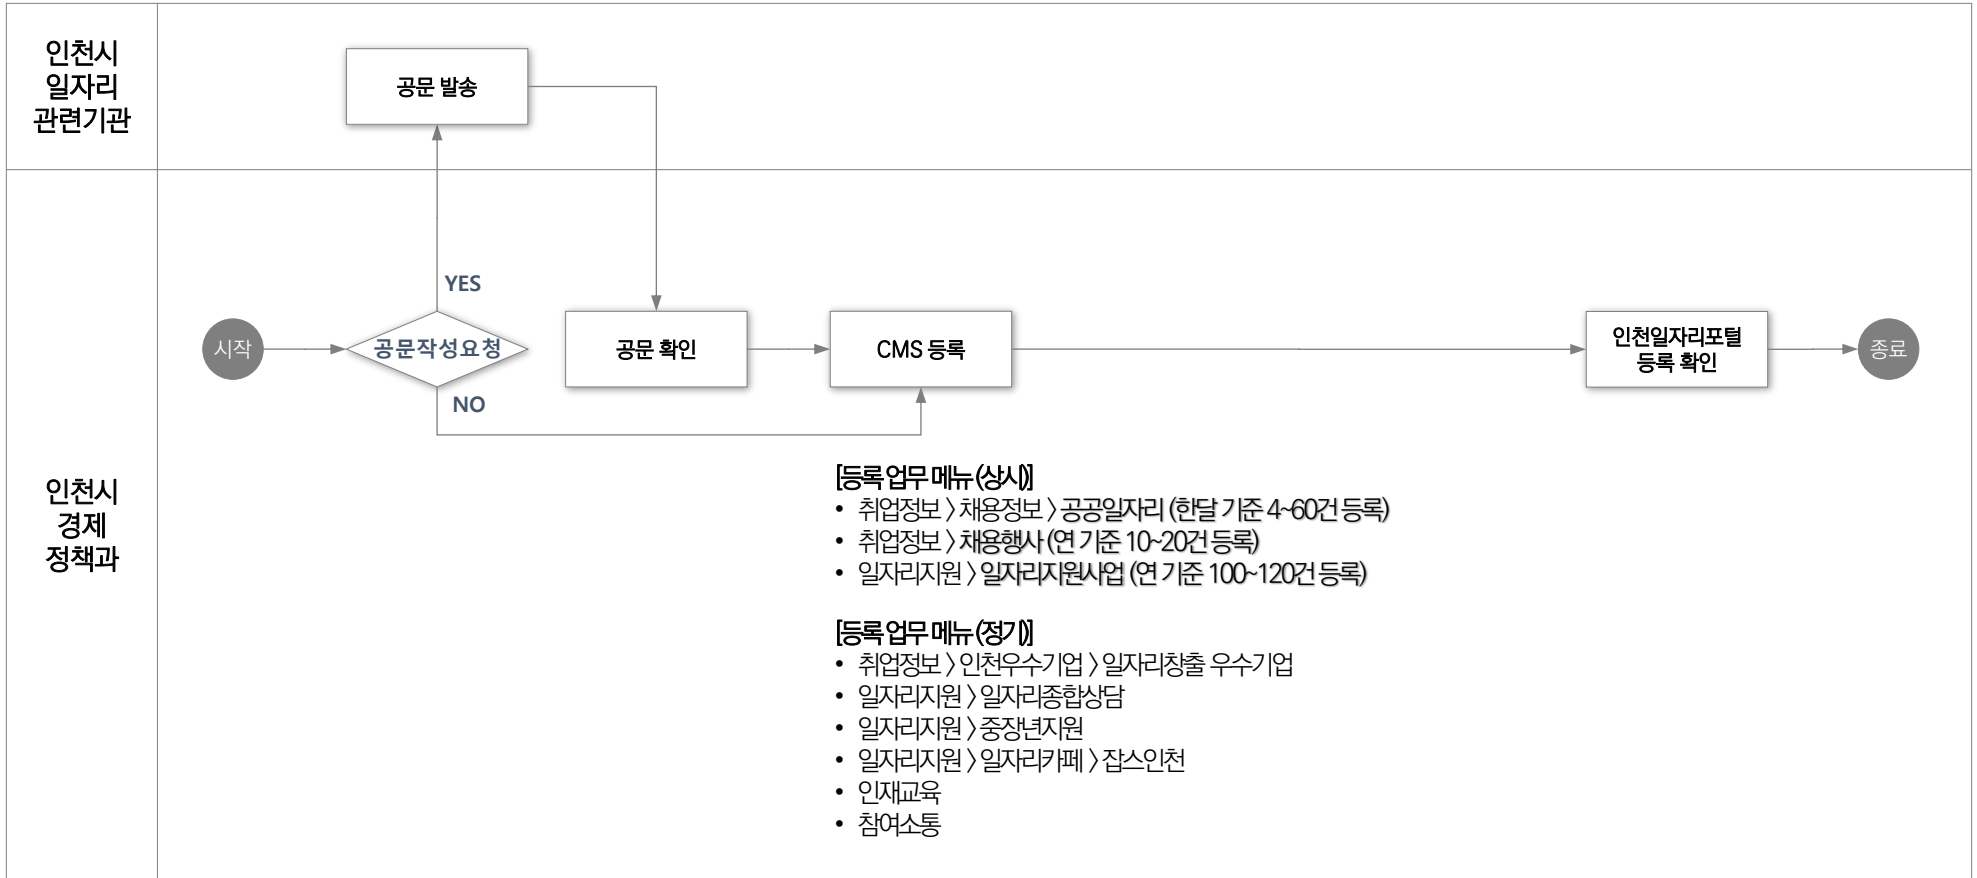 인천시
일자리
관련기관
공문 발송
YES
시작
공문작성요청
공문 확인
CMS 등록
인천일자리포털
등록 확인
종료
NO
인천시
경제
정책과
[등록 업무 메뉴 (상시)]
• 취업정보 > 채용정보 > 공공일자리 (한달 기준 4~60건 등록)
• 취업정보 > 채용행사 (연 기준 10~20건 등록)
• 일자리지원 > 일자리지원사업 (연 기준 100~120건 등록)
[등록 업무 메뉴 (정기)]
• 취업정보 > 인천우수기업 > 일자리창출 우수기업
• 일자리지원 > 일자리종합상담
• 일자리지원 > 중장년지원
• 일자리지원 > 일자리카페 > 잡스인천
• 인재교육
• 참여소통